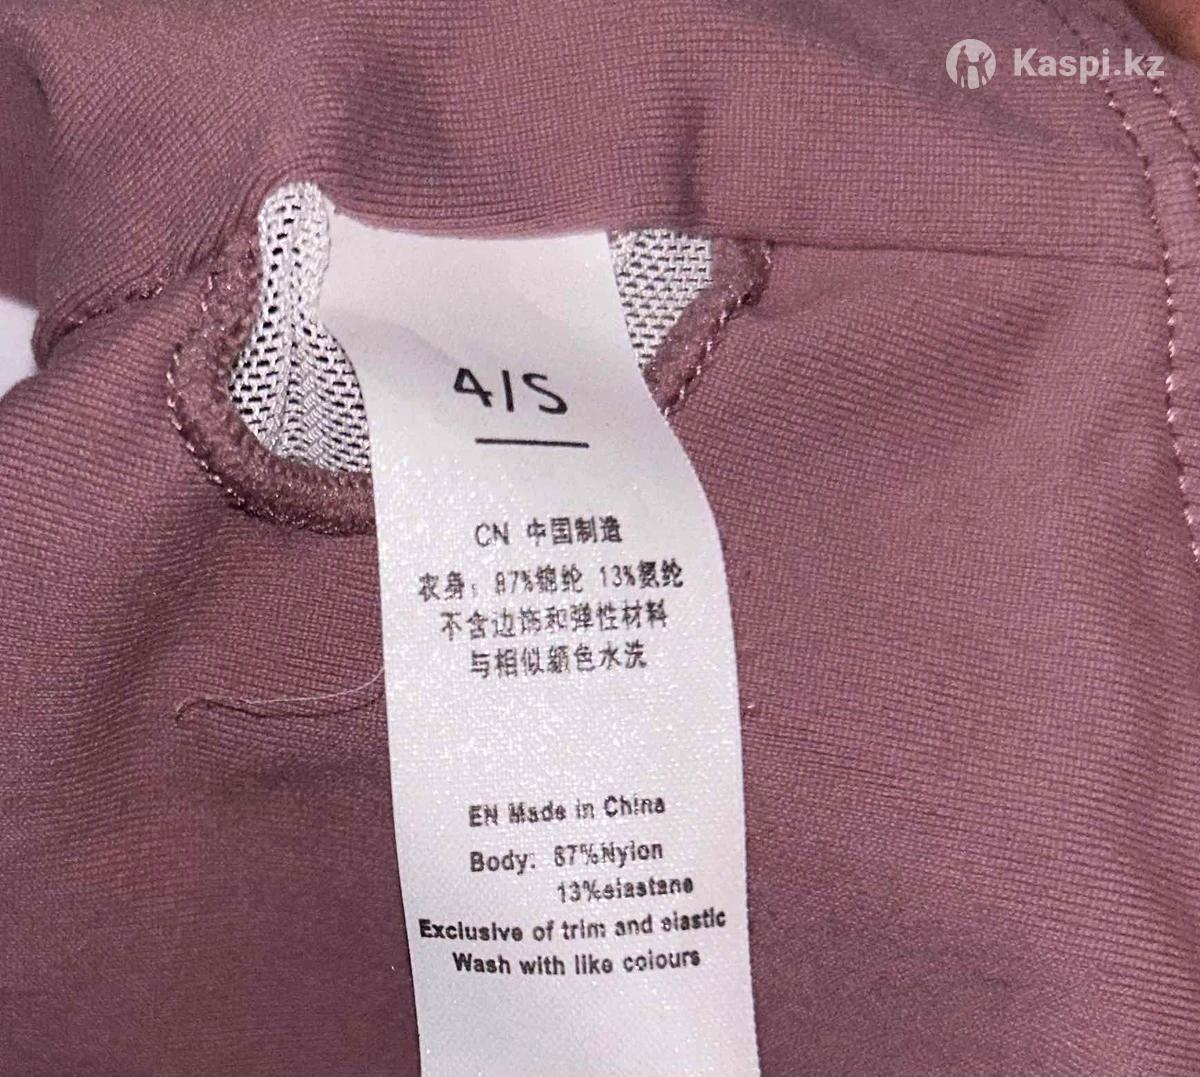 Kaspi.kz
4/S
CN 中国制造
衣身: 87%锦纶 13%氨纶
不含边饰和弹性材料
与相似颜色水洗
EN Made in China
Body: 87%Nylon
13%elastane
Exclusive of trim and elastic
Wash with like colours